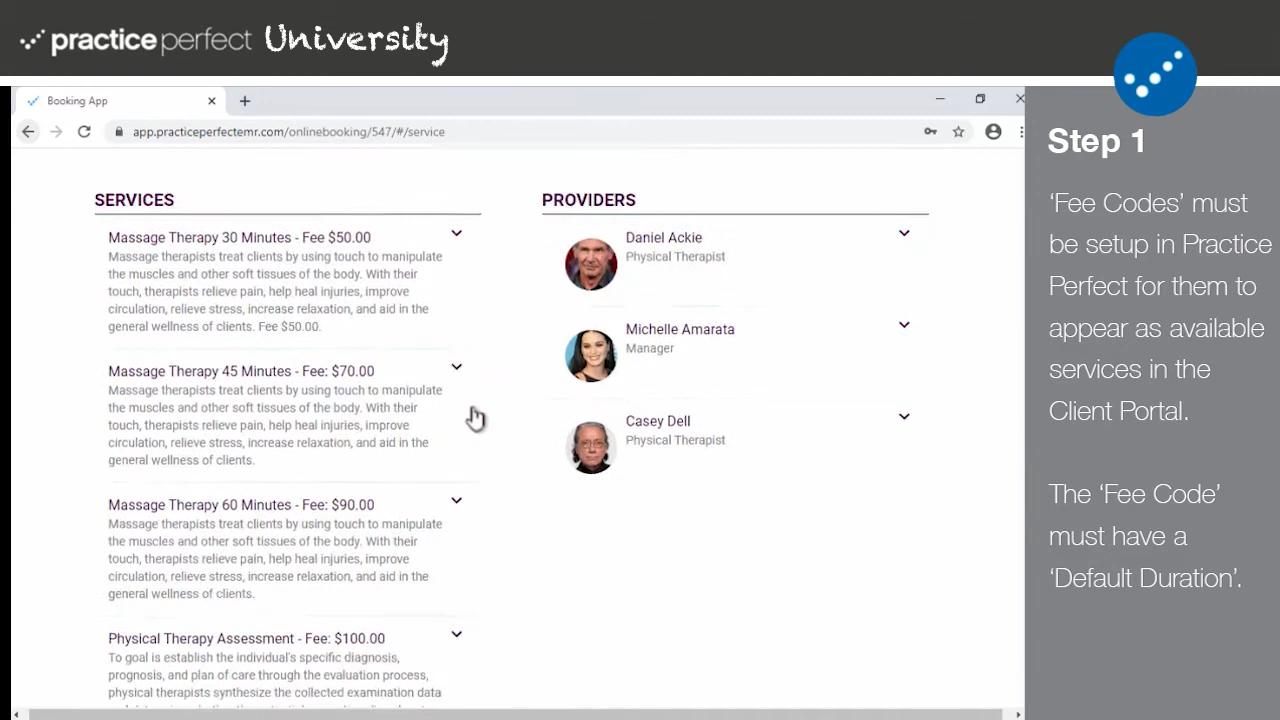 practiceperfect University
Booking App
app.practiceperfectemr.com/onlinebooking/547/#/service
SERVICES
Massage Therapy 30 Minutes - Fee $50.00
Massage therapists treat clients by using touch to manipulate
the muscles and other soft tissues of the body. With their
touch, therapists relieve pain, help heal injuries, improve
circulation, relieve stress, increase relaxation, and aid in the
general wellness of clients. Fee $50.00.
Massage Therapy 45 Minutes - Fee: $70.00
Massage therapists treat clients by using touch to manipulate
the muscles and other soft tissues of the body. With their
touch, therapists relieve pain, help heal injuries, improve
circulation, relieve stress, increase relaxation, and aid in the
general wellness of clients.
Massage Therapy 60 Minutes - Fee: $90.00
Massage therapists treat clients by using touch to manipulate
the muscles and other soft tissues of the body. With their
touch, therapists relieve pain, help heal injuries, improve
circulation, relieve stress, increase relaxation, and aid in the
general wellness of clients.
Physical Therapy Assessment - Fee: $100.00
To goal is establish the individual's specific diagnosis,
prognosis, and plan of care through the evaluation process,
physical therapists synthesize the collected examination data
PROVIDERS
Daniel Ackie
Physical Therapist
Michelle Amarata
Manager
Casey Dell
Physical Therapist
Step 1
‘Fee Codes’ must
be setup in Practice
Perfect for them to
appear as available
services in the
Client Portal.
The ‘Fee Code’
must have a
‘Default Duration’.